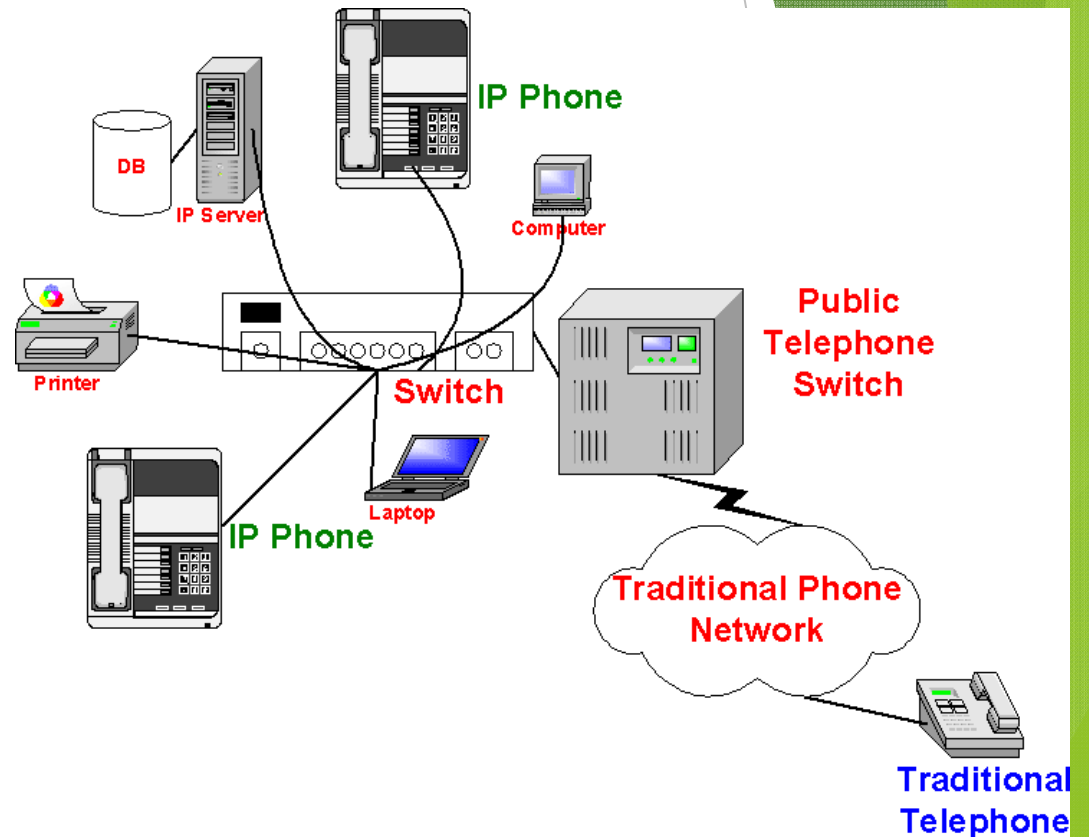 IP Phone
DB
IP Server
Computer
Public
Telephone
Switch
Printer
Switch
Laptop
IP Phone
Traditional Phone
Network
Traditional
Telephone